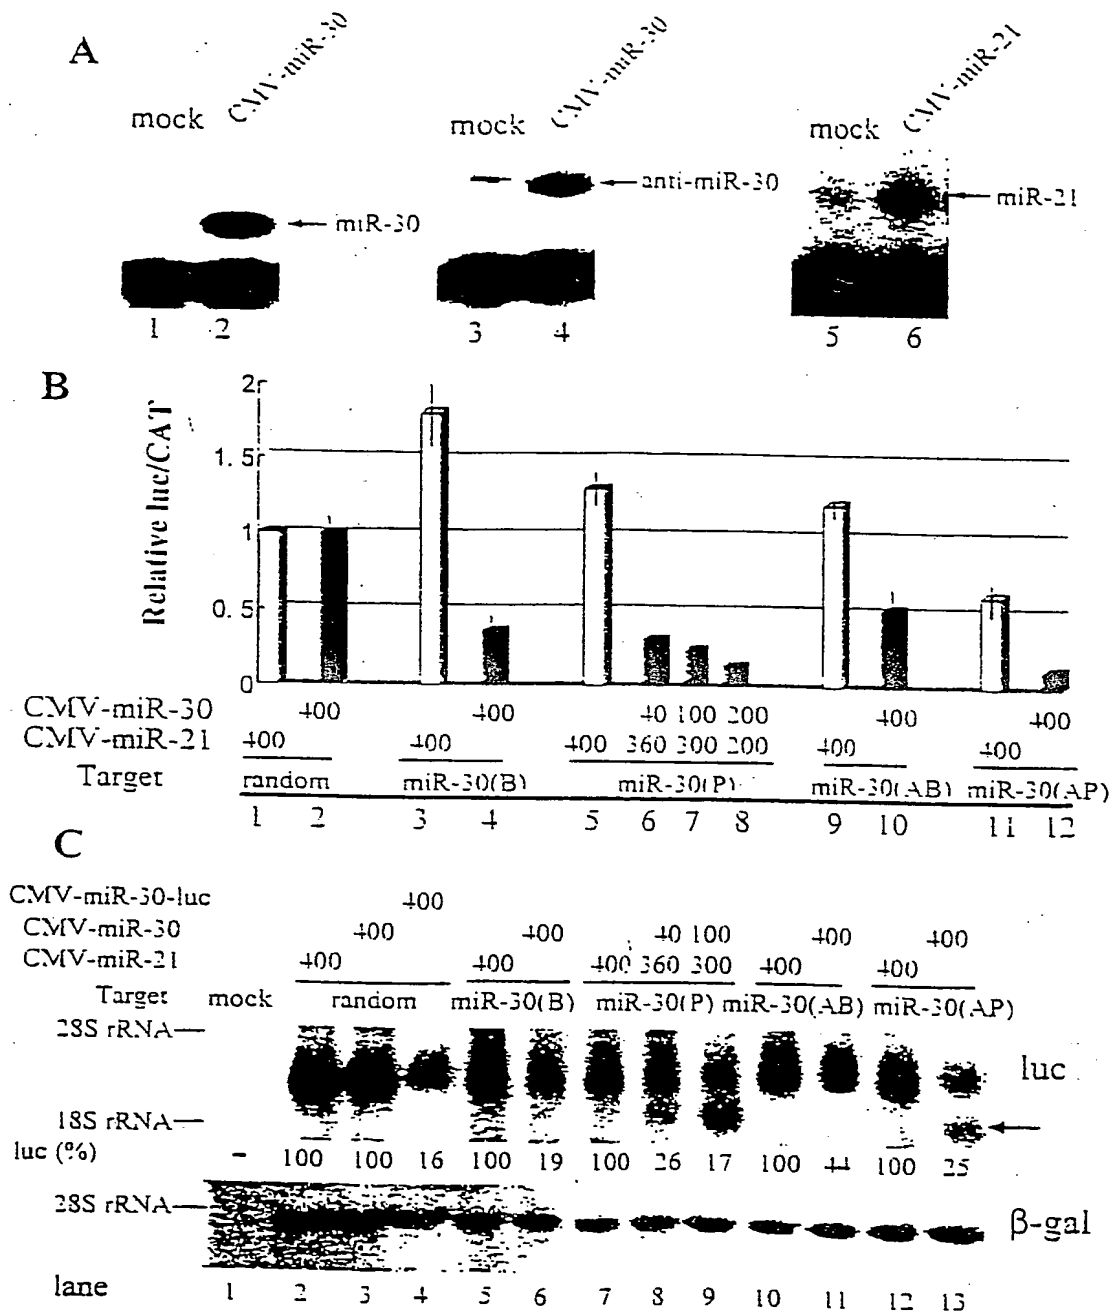 A
mock CMV-miR-30 mock CMV-miR-30 mock CMV-miR-21
miR-30 anti-miR-30 miR-21
1 2 3 4 5 6
B
Relative luc/CAT
2
1.5
1
0.5
0
CMV-miR-30 400 400 40 100 200 400 400
CMV-miR-21 400 400 400 360 300 200 400 400
Target random miR-30(B) miR-30(P) miR-30(AB) miR-30(AP)
1 2 3 4 5 6 7 8 9 10 11 12
C
CMV-miR-30-luc 400
CMV-miR-30 400 400 40 100 400 400
CMV-miR-21 400 400 400 360 300 400 400
Target mock random miR-30(B) miR-30(P) miR-30(AB) miR-30(AP)
28S rRNA
luc
18S rRNA
luc (%) – 100 100 16 100 19 100 26 17 100 44 100 25
28S rRNA
β-gal
lane 1 2 3 4 5 6 7 8 9 10 11 12 13